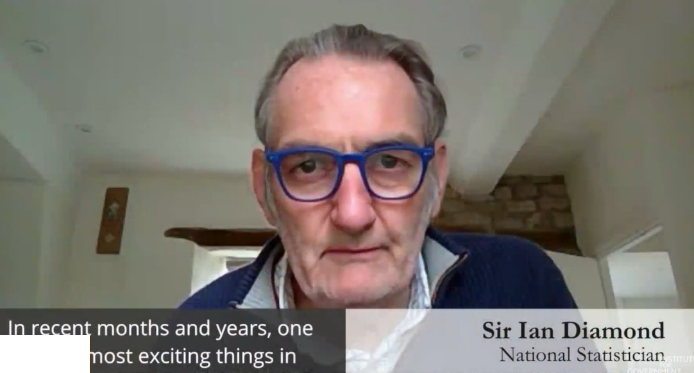 In recent months and years, one
most exciting things in
Sir Ian Diamond
National Statistician